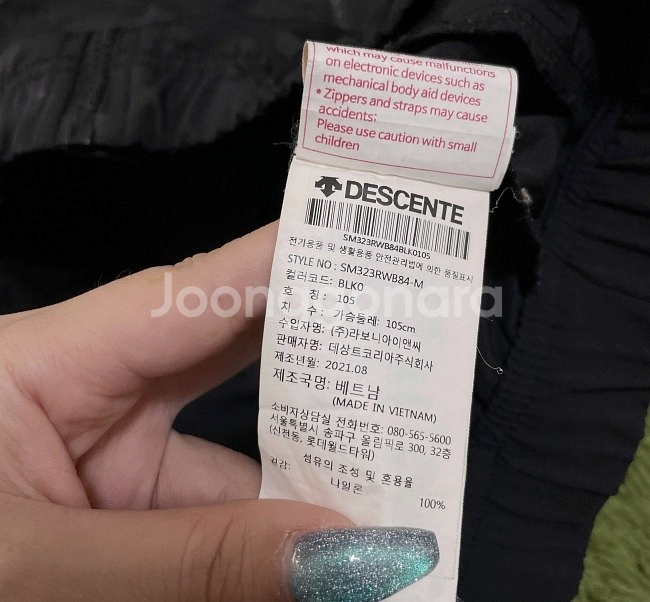 which may cause malfunctions
on electronic devices such as
mechanical body aid devices
* Zippers and straps may cause
accidents;
Please use caution with small
children
DESCENTE
SM323RWB84BLK0105
전기용품 및 생활용품 안전관리법에 의한 품질표시
STYLE NO : SM323RWB84-M
컬러코드: BLK0
호 칭 : 105
치 수 : 가슴둘레: 105cm
Joonggonara
수입자명: (주)라보니아이앤씨
판매자명: 데상트코리아주식회사
제조년월: 2021.08
제조국명: 베트남
(MADE IN VIETNAM)
소비자상담실 전화번호: 080-565-5600
서울특별시 송파구 올림픽로 300, 32층
(신천동, 롯데월드타워)
섬유의 조성 및 혼용율
겉감:
나일론 100%